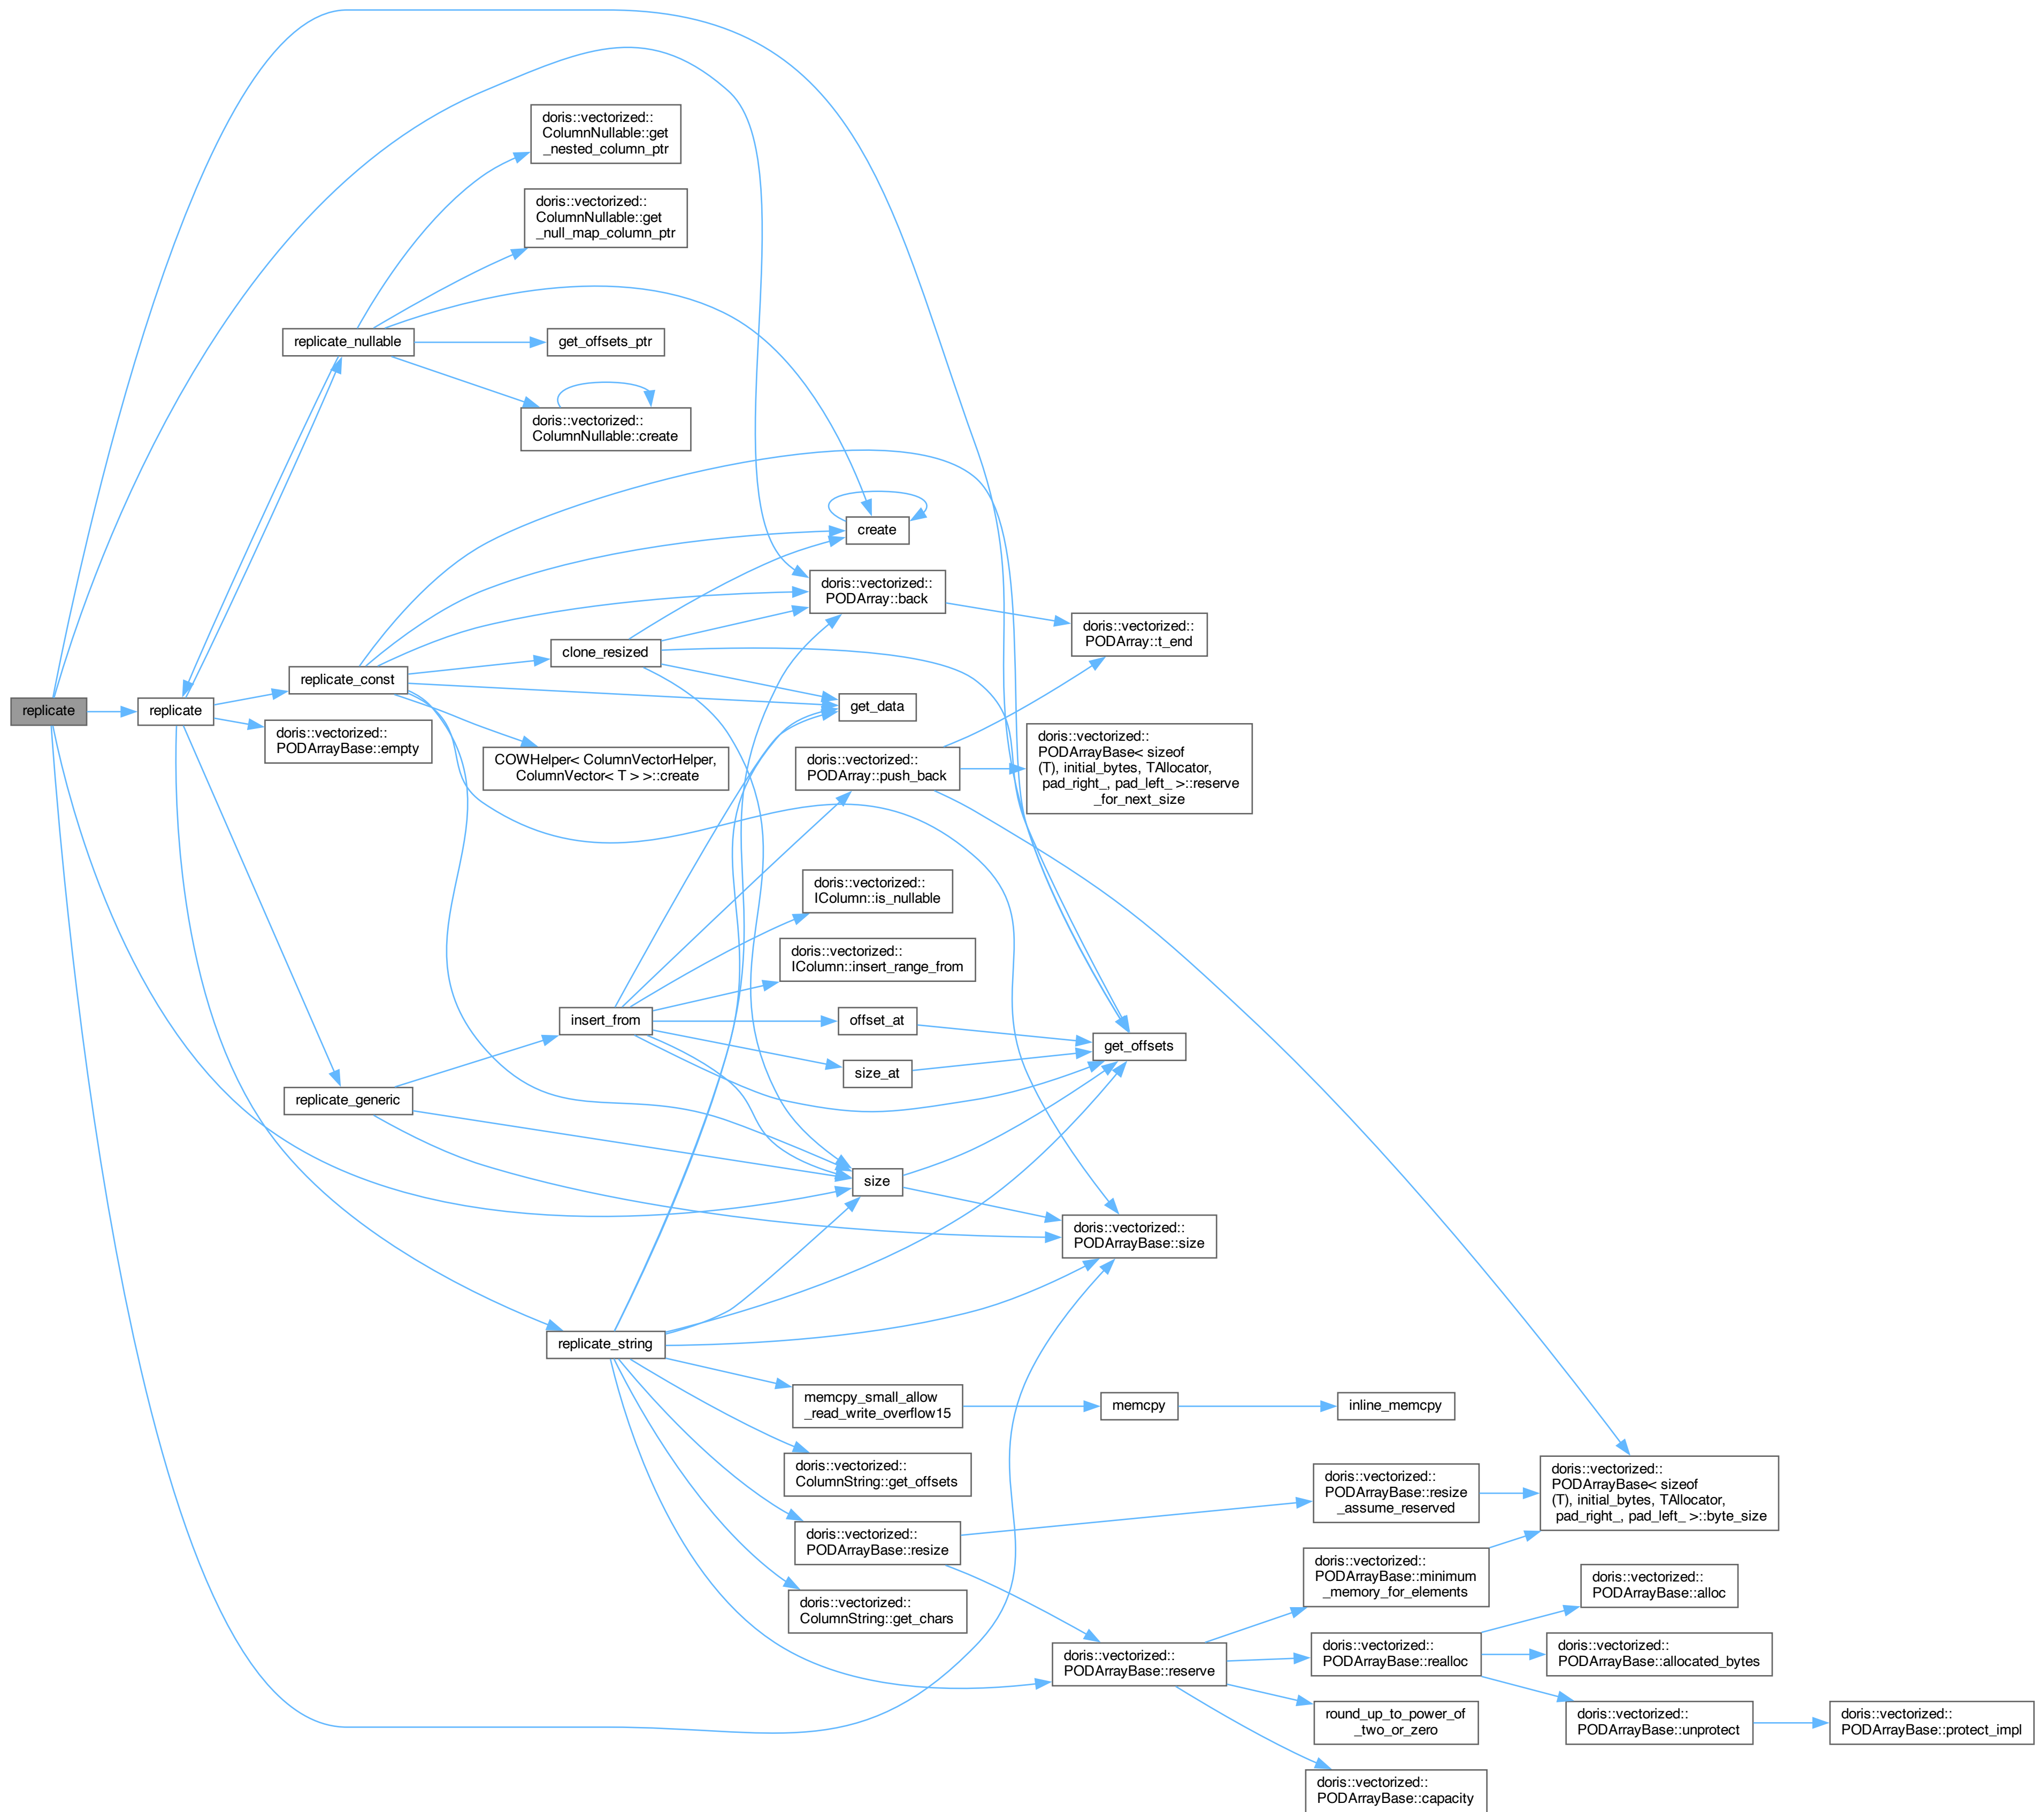 doris::vectorized::
ColumnNullable::get
_nested_column_ptr
doris::vectorized::
ColumnNullable::get
_null_map_column_ptr
replicate_nullable
get_offsets_ptr
doris::vectorized::
ColumnNullable::create
create
doris::vectorized::
PODArray::back
doris::vectorized::
PODArray::t_end
clone_resized
replicate_const
get_data
replicate
replicate
doris::vectorized::
PODArrayBase::empty
COWHelper< ColumnVectorHelper,
ColumnVector< T > >::create
doris::vectorized::
PODArray::push_back
doris::vectorized::
PODArrayBase< sizeof
(T), initial_bytes, TAllocator,
pad_right_, pad_left_ >::reserve
_for_next_size
doris::vectorized::
IColumn::is_nullable
doris::vectorized::
IColumn::insert_range_from
insert_from
offset_at
get_offsets
size_at
replicate_generic
size
doris::vectorized::
PODArrayBase::size
replicate_string
memcpy_small_allow
_read_write_overflow15
memcpy
inline_memcpy
doris::vectorized::
ColumnString::get_offsets
doris::vectorized::
PODArrayBase::resize
_assume_reserved
doris::vectorized::
PODArrayBase< sizeof
(T), initial_bytes, TAllocator,
pad_right_, pad_left_ >::byte_size
doris::vectorized::
PODArrayBase::resize
doris::vectorized::
PODArrayBase::minimum
_memory_for_elements
doris::vectorized::
PODArrayBase::alloc
doris::vectorized::
ColumnString::get_chars
doris::vectorized::
PODArrayBase::reserve
doris::vectorized::
PODArrayBase::realloc
doris::vectorized::
PODArrayBase::allocated_bytes
round_up_to_power_of
_two_or_zero
doris::vectorized::
PODArrayBase::unprotect
doris::vectorized::
PODArrayBase::protect_impl
doris::vectorized::
PODArrayBase::capacity